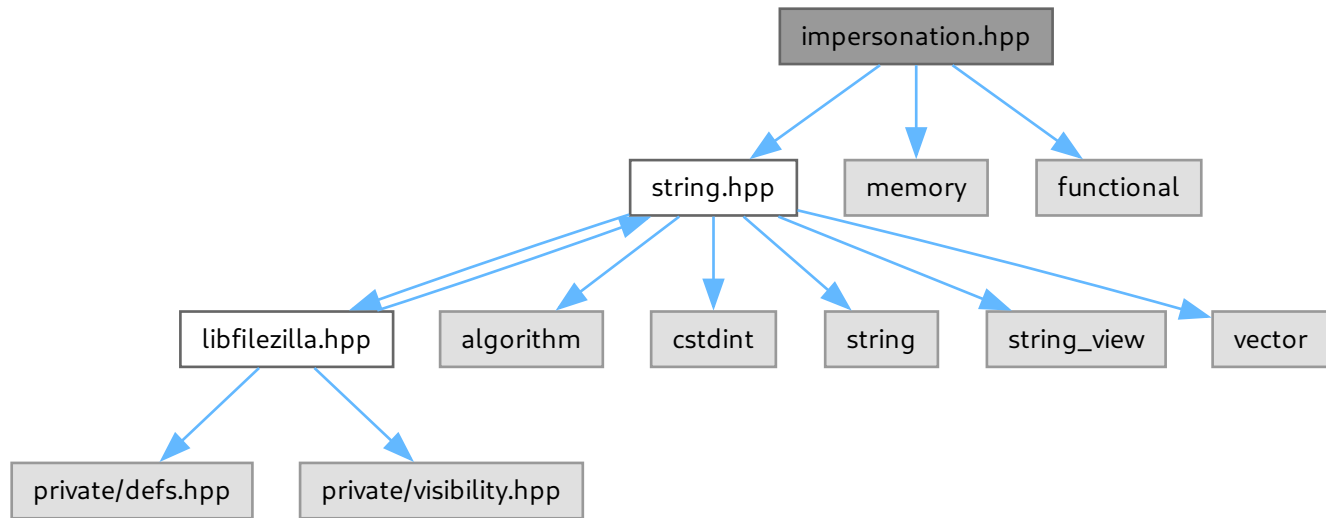 impersonation.hpp
string.hpp
memory
functional
libfilezilla.hpp
algorithm
cstdint
string
string_view
vector
private/defs.hpp
private/visibility.hpp